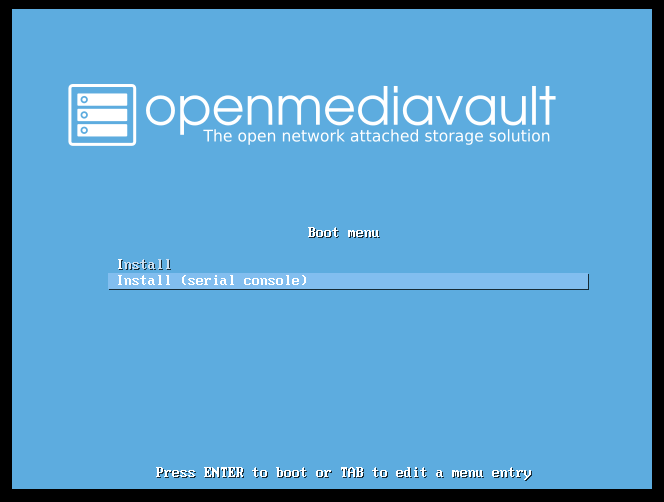 openmediavault
The open network attached storage solution
Boot menu
Install
Install (serial console)
Press ENTER to boot or TAB to edit a menu entry